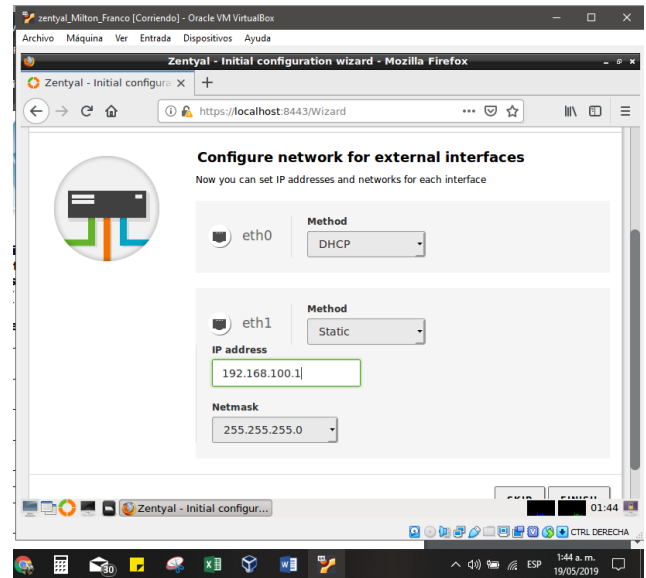 zentyal_Milton_Franco [Corriendo] - Oracle VM VirtualBox
Archivo Máquina Ver Entrada Dispositivos Ayuda
Zentyal - Initial configuration wizard - Mozilla Firefox
Zentyal - Initial configura
https://localhost:8443/Wizard
Configure network for external interfaces
Now you can set IP addresses and networks for each interface
eth0
Method
DHCP
eth1
Method
Static
IP address
192.168.100.1
Netmask
255.255.255.0
SKIP FINISH
Zentyal - Initial configur...
01:44
CTRL DERECHA
30
ESP
1:44 a. m.
19/05/2019